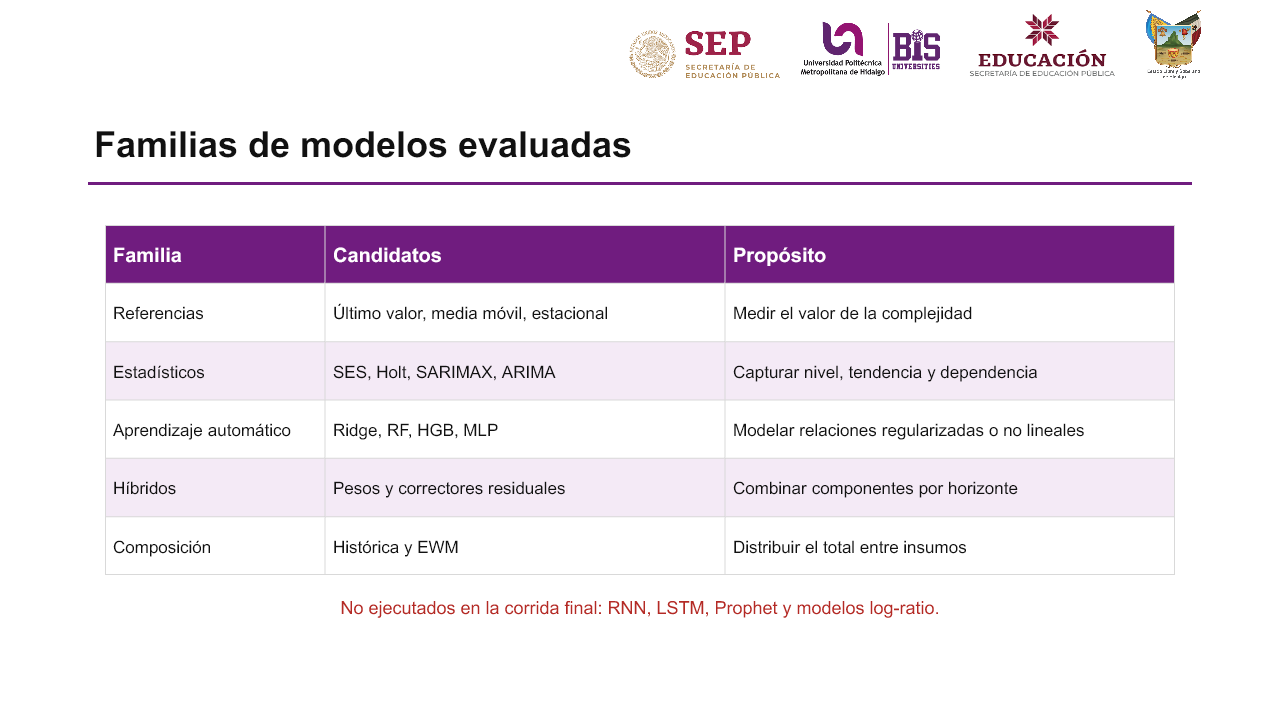 SEP
SECRETARÍA DE
EDUCACIÓN PÚBLICA
Universidad Politécnica
Metropolitana de Hidalgo
BIS
UNIVERSITIES
EDUCACIÓN
SECRETARÍA DE EDUCACIÓN PÚBLICA
Familias de modelos evaluadas
Familia Candidatos Propósito
Referencias Último valor, media móvil, estacional Medir el valor de la complejidad
Estadísticos SES, Holt, SARIMAX, ARIMA Capturar nivel, tendencia y dependencia
Aprendizaje automático Ridge, RF, HGB, MLP Modelar relaciones regularizadas o no lineales
Híbridos Pesos y correctores residuales Combinar componentes por horizonte
Composición Histórica y EWM Distribuir el total entre insumos
No ejecutados en la corrida final: RNN, LSTM, Prophet y modelos log-ratio.